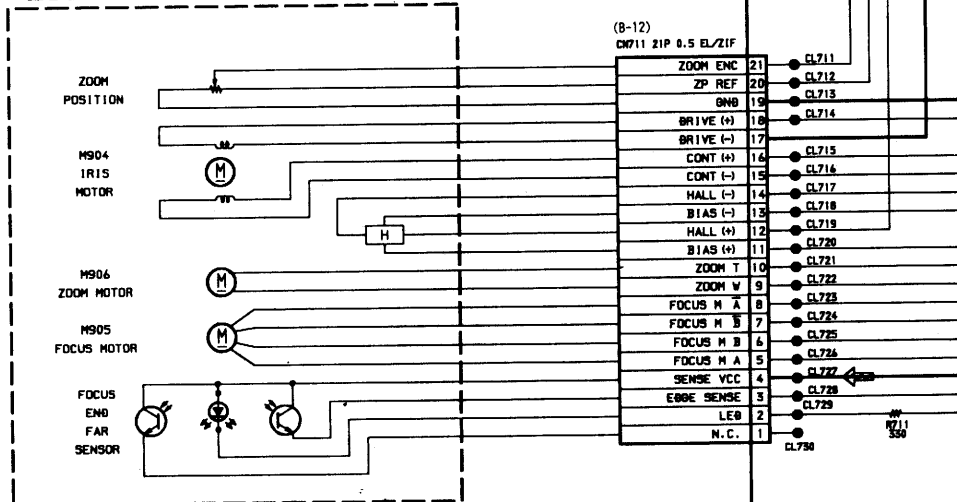 (B-12)
CN711 21P 0.5 EL/ZIF
ZOOM
POSITION
M904
IRIS
MOTOR
M
H
M906
ZOOM MOTOR
M
M905
FOCUS MOTOR
M
FOCUS
END
FAR
SENSOR
ZOOM ENC 21 CL711
ZP REF 20 CL712
GND 19 CL713
DRIVE (+) 18 CL714
DRIVE (-) 17
CONT (+) 16 CL715
CONT (-) 15 CL716
HALL (-) 14 CL717
BIAS (-) 13 CL718
HALL (+) 12 CL719
BIAS (+) 11 CL720
ZOOM T 10 CL721
ZOOM W 9 CL722
FOCUS M A̅ 8 CL723
FOCUS M B̅ 7 CL724
FOCUS M B 6 CL725
FOCUS M A 5 CL726
SENSE VCC 4 CL727
EDGE SENSE 3 CL728
LED 2 CL729
N.C. 1 CL730
R711
330